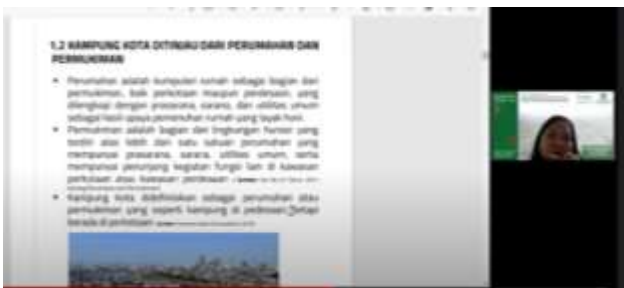 1.2 KAMPUNG KOTA DITINJAU DARI PERUMAHAN DAN
PERMUKIMAN
• Perumahan adalah kumpulan rumah sebagai bagian dari
permukiman, baik perkotaan maupun perdesaan, yang
dilengkapi dengan prasarana, sarana, dan utilitas umum
sebagai hasil upaya pemenuhan rumah yang layak huni.
• Permukiman adalah bagian dari lingkungan hunian yang
terdiri atas lebih dari satu satuan perumahan yang
mempunyai prasarana, sarana, utilitas umum, serta
mempunyai penunjang kegiatan fungsi lain di kawasan
perkotaan atau kawasan perdesaan
• Kampung kota didefinisikan sebagai perumahan atau
permukiman yang seperti kampung di pedesaan, tetapi
berada di perkotaan